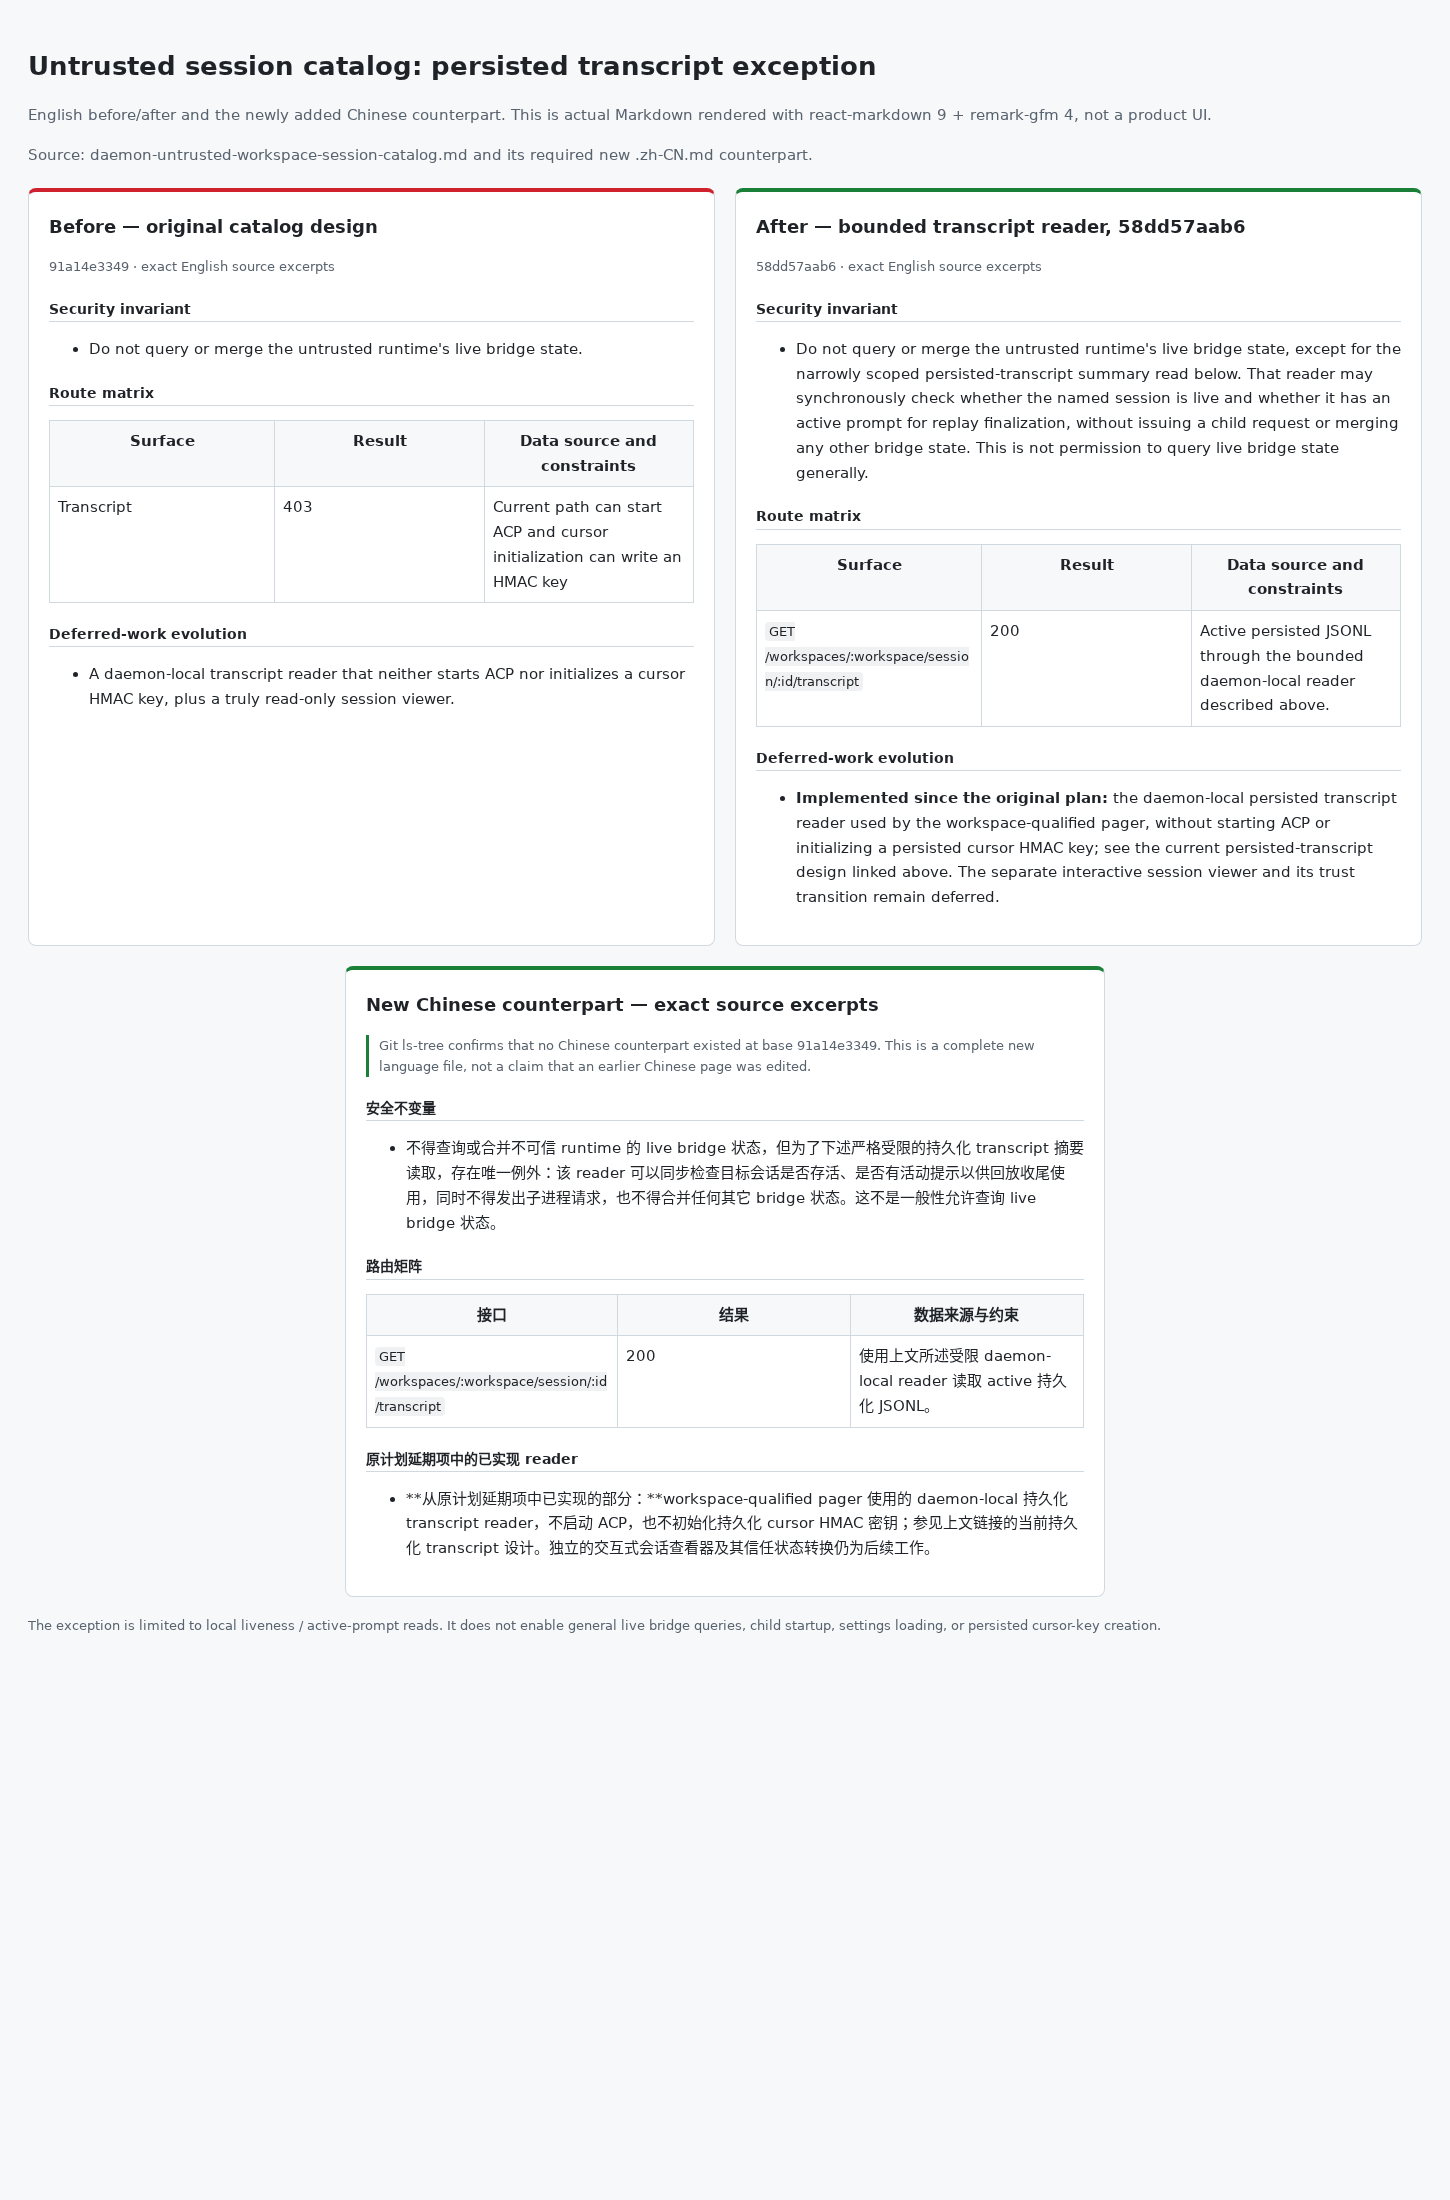 Untrusted session catalog: persisted transcript exception
English before/after and the newly added Chinese counterpart. This is actual Markdown rendered with react-markdown 9 + remark-gfm 4, not a product UI.
Source: daemon-untrusted-workspace-session-catalog.md and its required new .zh-CN.md counterpart.
Before — original catalog design
91a14e3349 · exact English source excerpts
Security invariant
• Do not query or merge the untrusted runtime's live bridge state.
Route matrix
Surface Result Data source and
constraints
Transcript 403 Current path can start
ACP and cursor
initialization can write an
HMAC key
Deferred-work evolution
• A daemon-local transcript reader that neither starts ACP nor initializes a cursor
HMAC key, plus a truly read-only session viewer.
After — bounded transcript reader, 58dd57aab6
58dd57aab6 · exact English source excerpts
Security invariant
• Do not query or merge the untrusted runtime's live bridge state, except for the
narrowly scoped persisted-transcript summary read below. That reader may
synchronously check whether the named session is live and whether it has an
active prompt for replay finalization, without issuing a child request or merging
any other bridge state. This is not permission to query live bridge state
generally.
Route matrix
Surface Result Data source and
constraints
GET 200 Active persisted JSONL
/workspaces/:workspace/sessio through the bounded
n/:id/transcript daemon-local reader
described above.
Deferred-work evolution
• Implemented since the original plan: the daemon-local persisted transcript
reader used by the workspace-qualified pager, without starting ACP or
initializing a persisted cursor HMAC key; see the current persisted-transcript
design linked above. The separate interactive session viewer and its trust
transition remain deferred.
New Chinese counterpart — exact source excerpts
Git ls-tree confirms that no Chinese counterpart existed at base 91a14e3349. This is a complete new
language file, not a claim that an earlier Chinese page was edited.
安全不变量
• 不得查询或合并不可信 runtime 的 live bridge 状态，但为了下述严格受限的持久化 transcript 摘要
读取，存在唯一例外：该 reader 可以同步检查目标会话是否存活、是否有活动提示以供回放收尾使
用，同时不得发出子进程请求，也不得合并任何其它 bridge 状态。这不是一般性允许查询 live
bridge 状态。
路由矩阵
接口 结果 数据来源与约束
GET 200 使用上文所述受限 daemon-
/workspaces/:workspace/session/:id local reader 读取 active 持久
/transcript 化 JSONL。
原计划延期项中的已实现 reader
• **从原计划延期项中已实现的部分：**workspace-qualified pager 使用的 daemon-local 持久化
transcript reader，不启动 ACP，也不初始化持久化 cursor HMAC 密钥；参见上文链接的当前持久
化 transcript 设计。独立的交互式会话查看器及其信任状态转换仍为后续工作。
The exception is limited to local liveness / active-prompt reads. It does not enable general live bridge queries, child startup, settings loading, or persisted cursor-key creation.